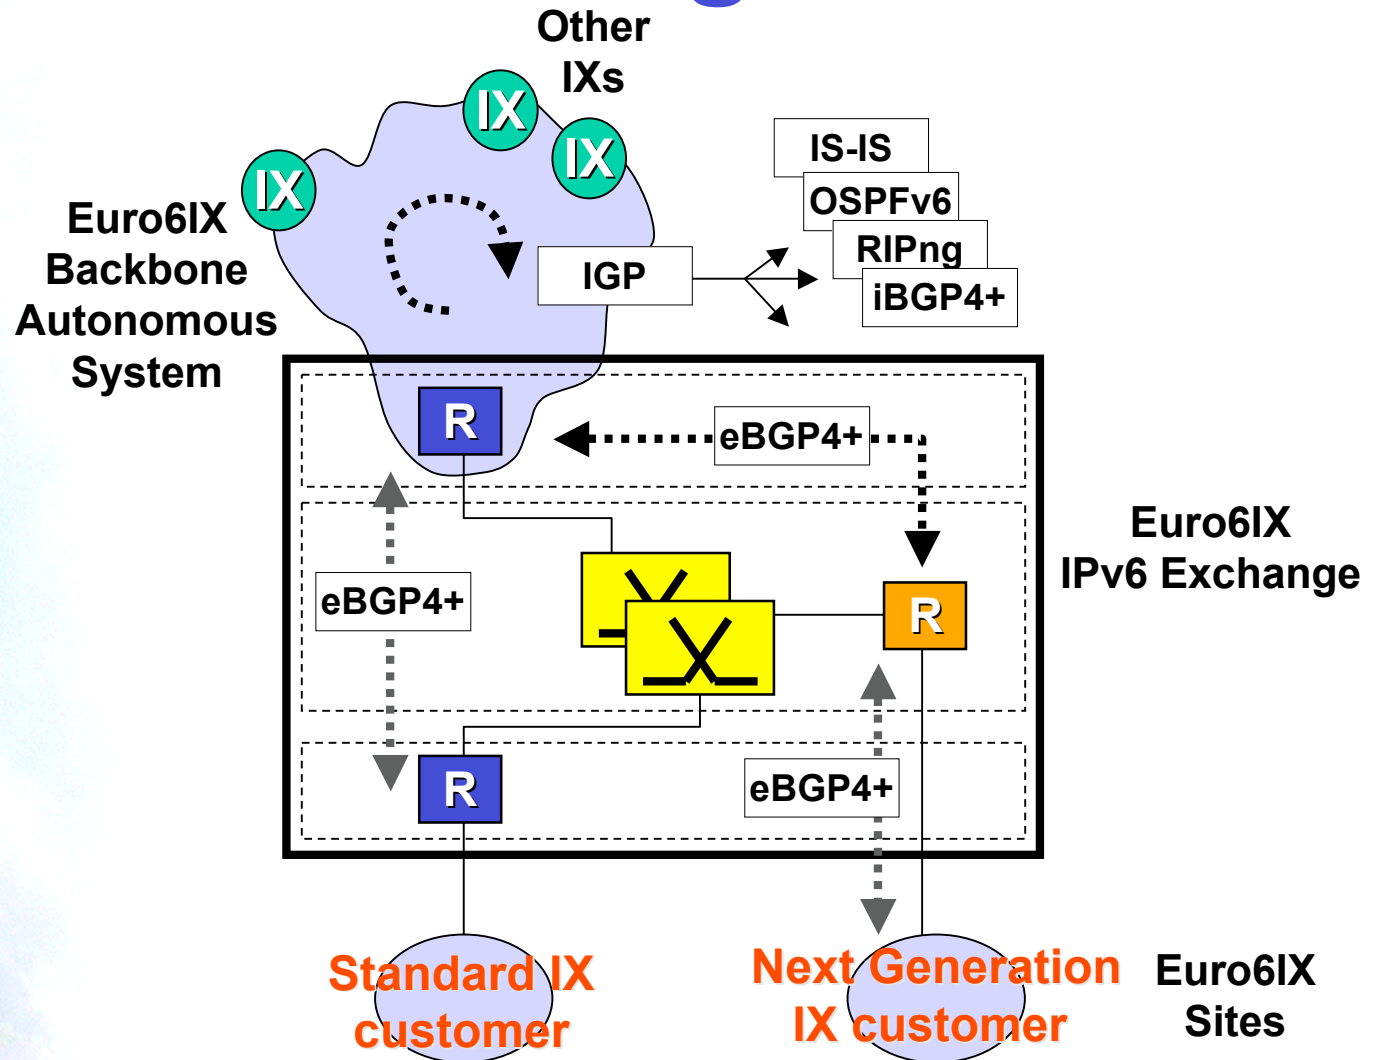 Other
IXs
IX
IX
IX
IS-IS
OSPFv6
RIPng
iBGP4+
Euro6IX
Backbone
Autonomous
System
IGP
R
eBGP4+
Euro6IX
IPv6 Exchange
eBGP4+
R
R
eBGP4+
Standard IX
customer
Next Generation
IX customer
Euro6IX
Sites